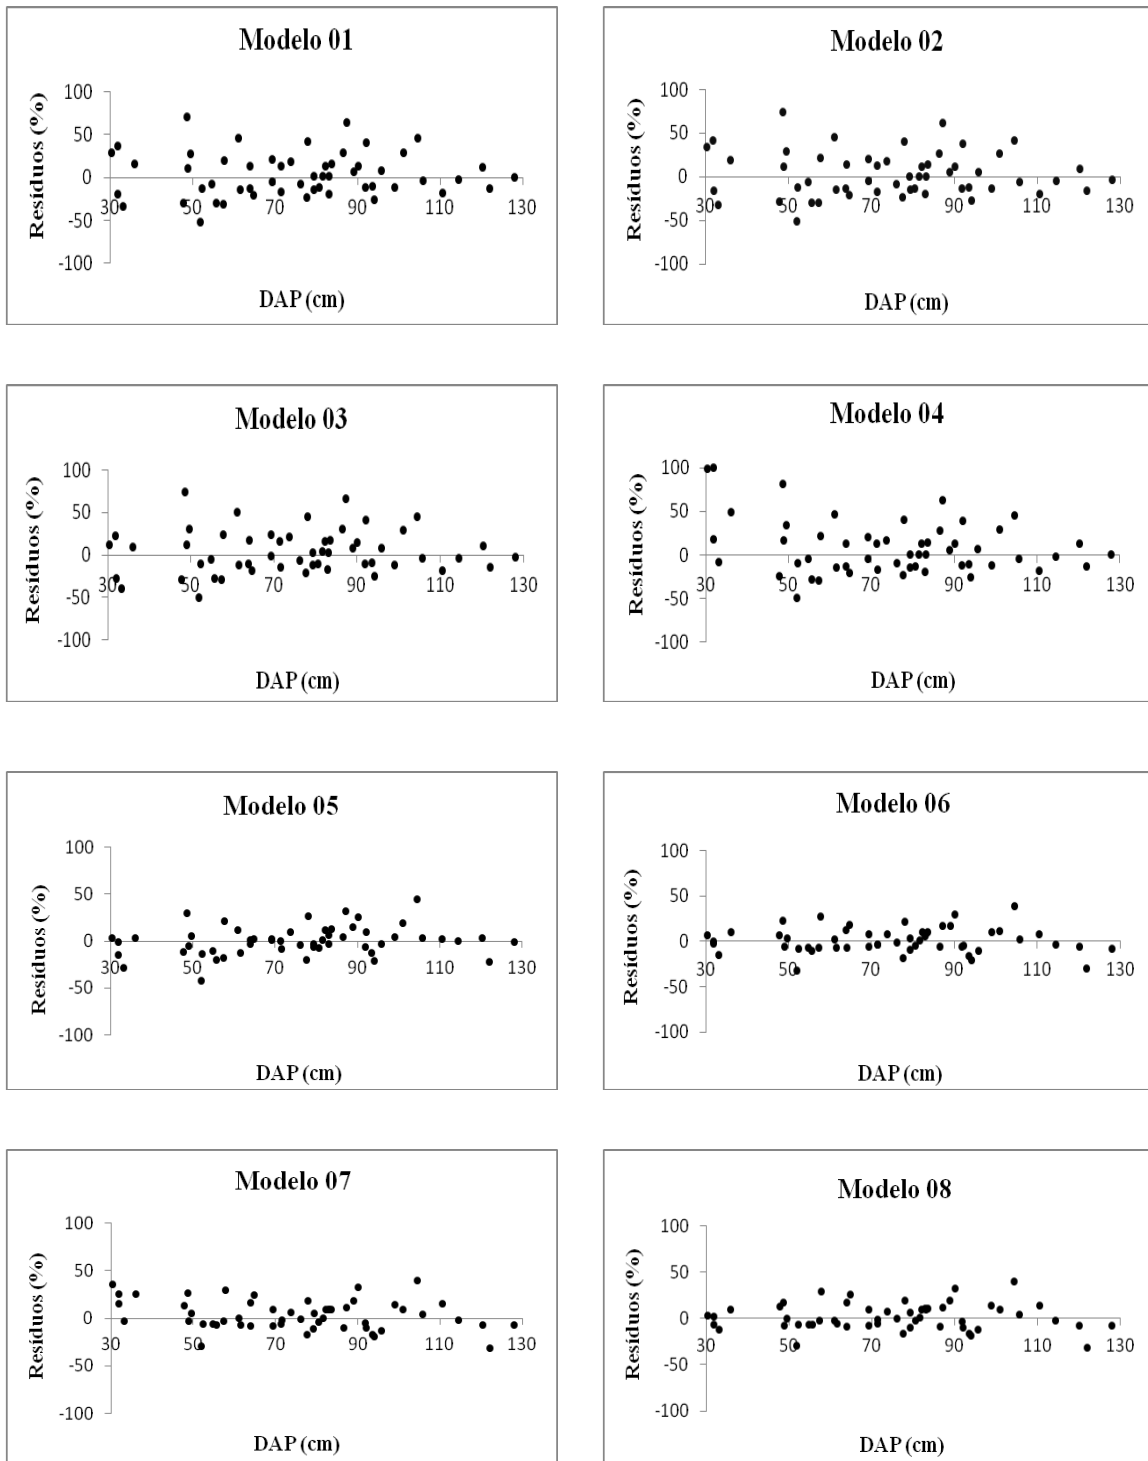 Modelo 01
Resíduos (%)
100
50
0
-50
-100
30 50 70 90 110 130
DAP (cm)
Modelo 02
Resíduos (%)
100
50
0
-50
-100
30 50 70 90 110 130
DAP (cm)
Modelo 03
Resíduos (%)
100
50
0
-50
-100
30 50 70 90 110 130
DAP (cm)
Modelo 04
Resíduos (%)
100
50
0
-50
-100
30 50 70 90 110 130
DAP (cm)
Modelo 05
Resíduos (%)
100
50
0
-50
-100
30 50 70 90 110 130
DAP (cm)
Modelo 06
Resíduos (%)
100
50
0
-50
-100
30 50 70 90 110 130
DAP (cm)
Modelo 07
Resíduos (%)
100
50
0
-50
-100
30 50 70 90 110 130
DAP (cm)
Modelo 08
Resíduos (%)
100
50
0
-50
-100
30 50 70 90 110 130
DAP (cm)